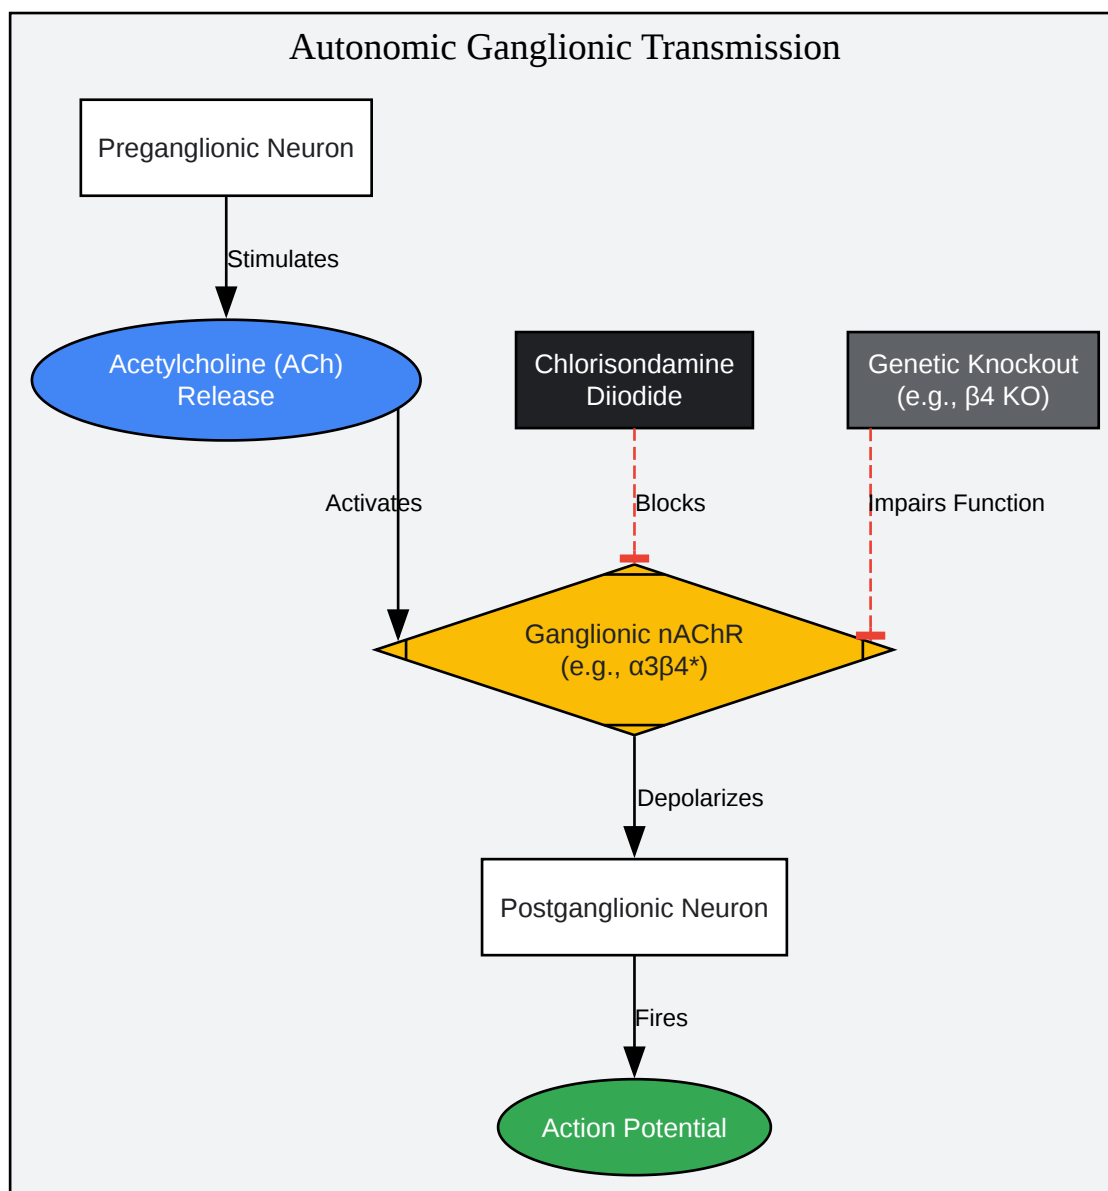 Autonomic Ganglionic Transmission
Preganglionic Neuron
Stimulates
Acetylcholine (ACh)
Release
Chlorisondamine
Diiodide
Genetic Knockout
(e.g., β4 KO)
Activates
Blocks
Impairs Function
Ganglionic nAChR
(e.g., α3β4*)
Depolarizes
Postganglionic Neuron
Fires
Action Potential